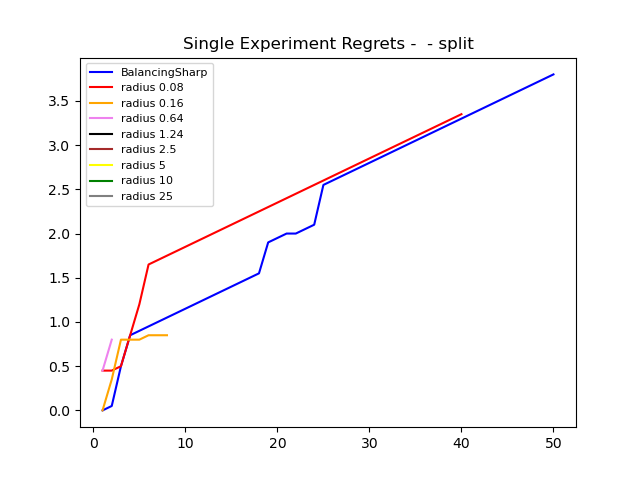 Single Experiment Regrets -  - split
BalancingSharp
radius 0.08
radius 0.16
radius 0.64
radius 1.24
radius 2.5
radius 5
radius 10
radius 25
3.5
3.0
2.5
2.0
1.5
1.0
0.5
0.0
0 10 20 30 40 50